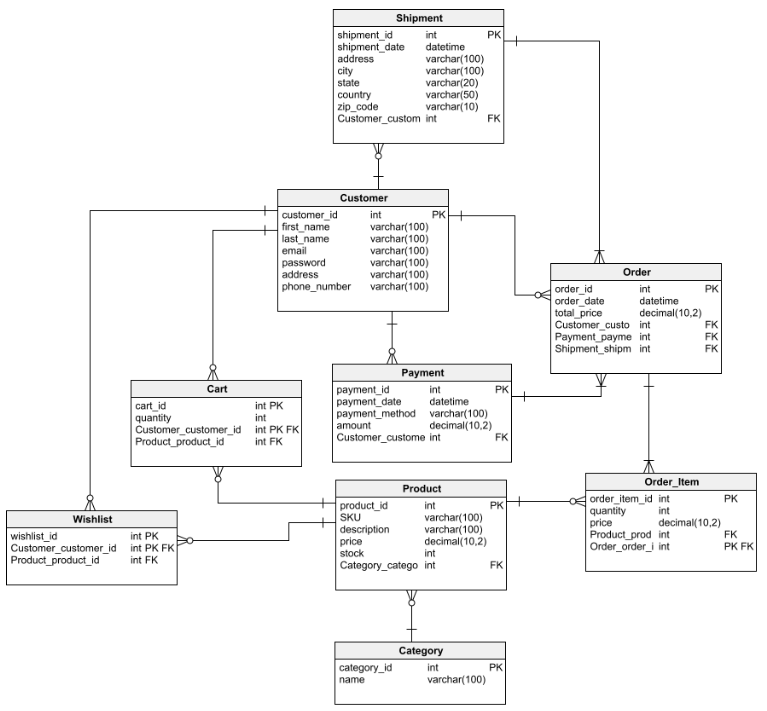 Shipment
shipment_id int PK
shipment_date datetime
address varchar(100)
city varchar(100)
state varchar(20)
country varchar(50)
zip_code varchar(10)
Customer_custom int FK
Customer
customer_id int PK
first_name varchar(100)
last_name varchar(100)
email varchar(100)
password varchar(100)
address varchar(100)
phone_number varchar(100)
Order
order_id int PK
order_date datetime
total_price decimal(10,2)
Customer_custo int FK
Payment_payme int FK
Shipment_shipm int FK
Payment
payment_id int PK
payment_date datetime
payment_method varchar(100)
amount decimal(10,2)
Customer_custome int FK
Cart
cart_id int PK
quantity int
Customer_customer_id int PK FK
Product_product_id int FK
Order_Item
order_item_id int PK
quantity int
price decimal(10,2)
Product_prod int FK
Order_order_i int PK FK
Product
product_id int PK
SKU varchar(100)
description varchar(100)
price decimal(10,2)
stock int
Category_catego int FK
Wishlist
wishlist_id int PK
Customer_customer_id int PK FK
Product_product_id int FK
Category
category_id int PK
name varchar(100)